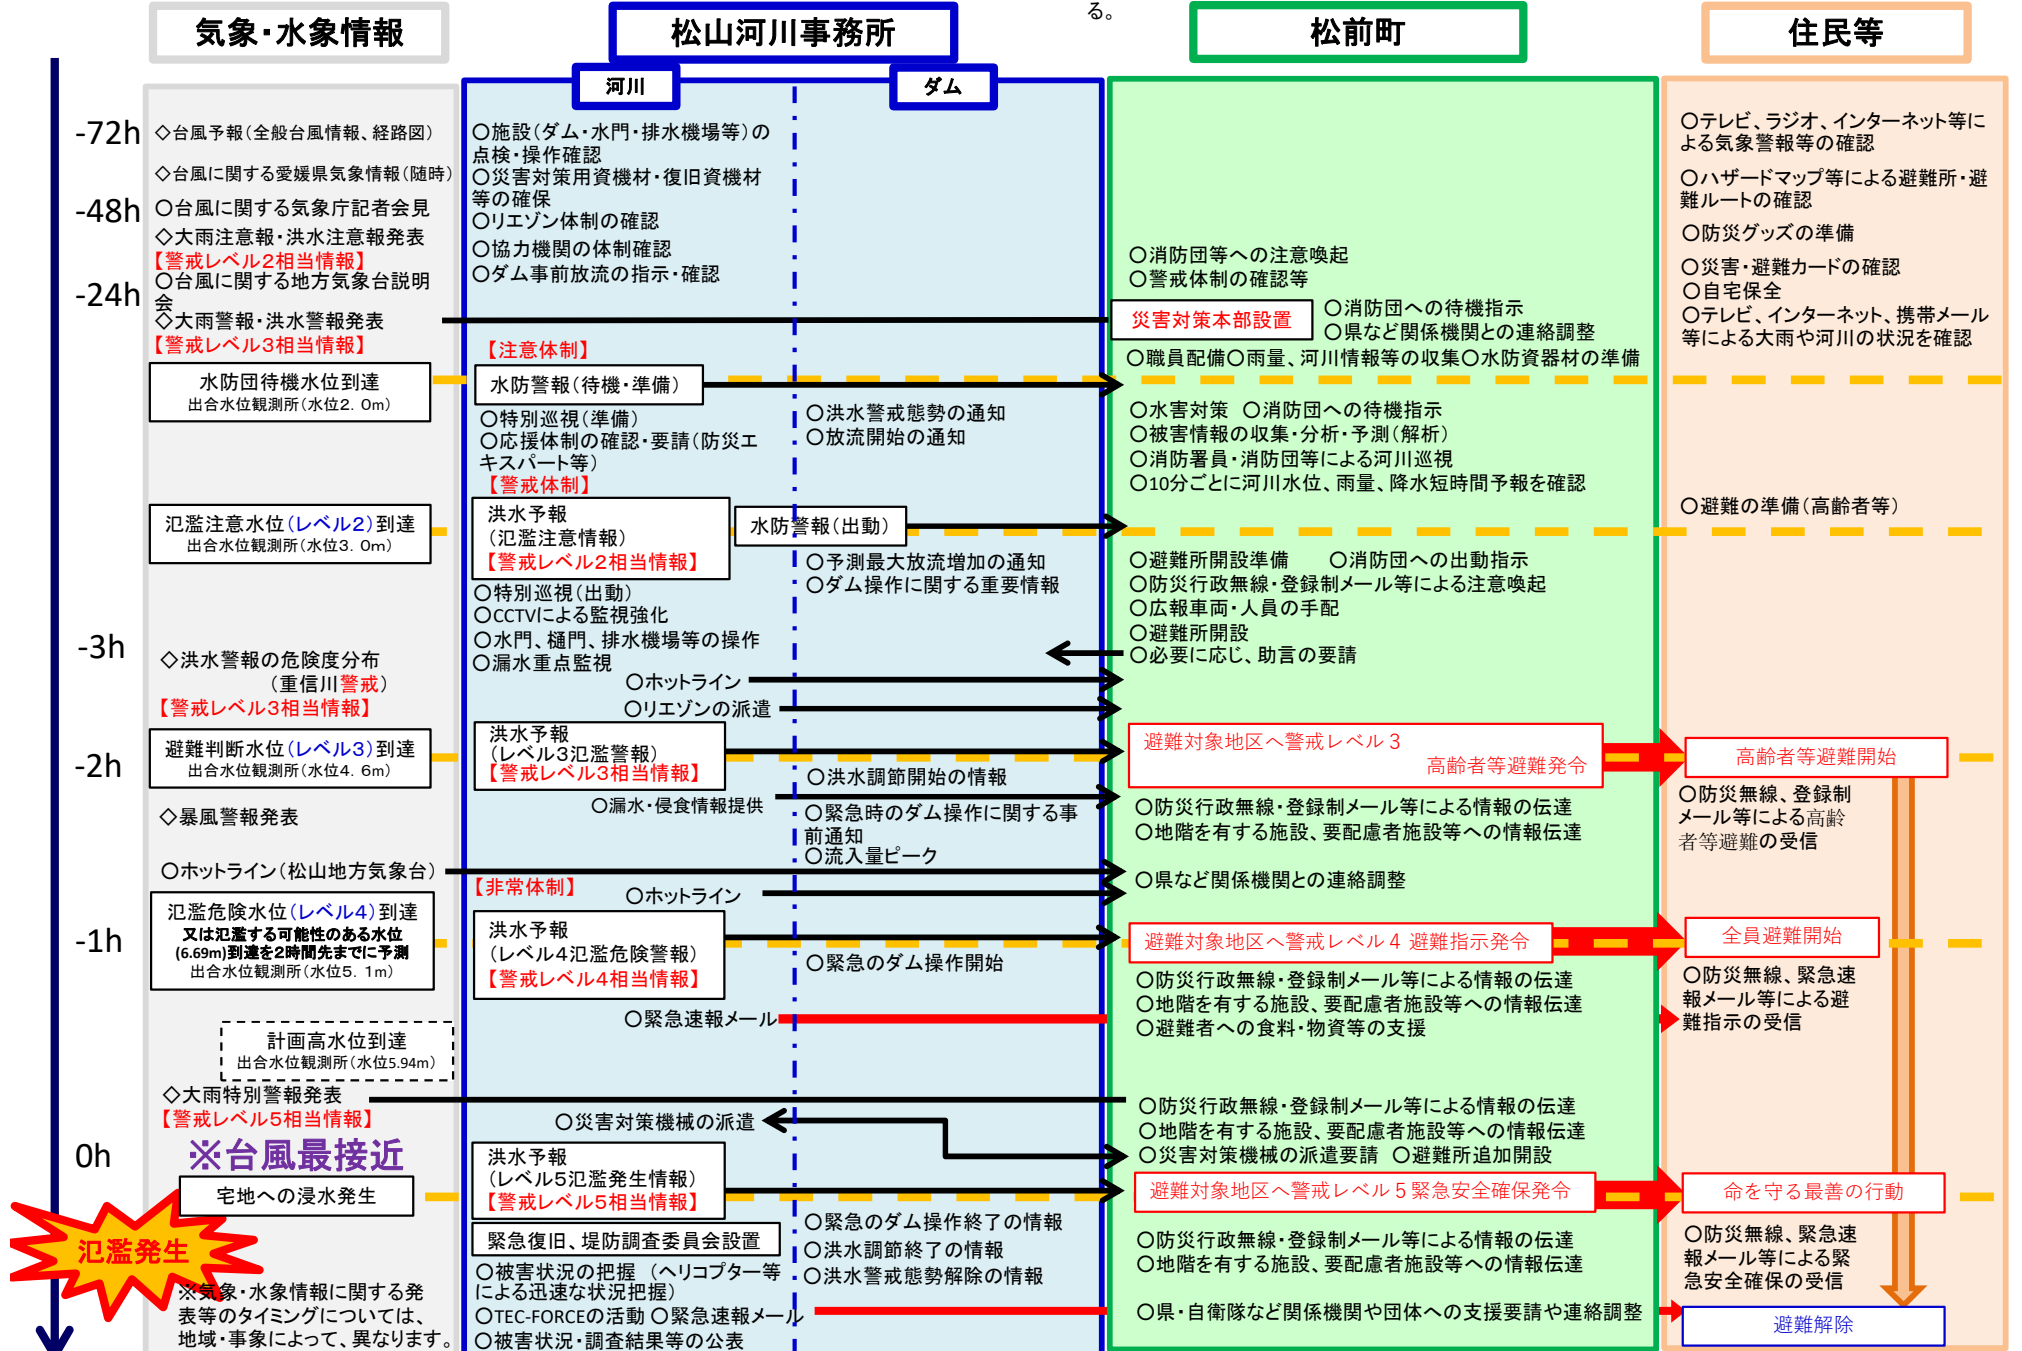 る。
気象・水象情報
松山河川事務所
松前町
住民等
河川
ダム
-72h
-48h
-24h
-3h
-2h
-1h
0h
◇台風予報(全般台風情報、経路図)
◇台風に関する愛媛県気象情報(随時)
〇台風に関する気象庁記者会見
◇大雨注意報・洪水注意報発表
【警戒レベル2相当情報】
〇台風に関する地方気象台説明
会
◇大雨警報・洪水警報発表
【警戒レベル3相当情報】
水防団待機水位到達
出合水位観測所(水位2.0m)
氾濫注意水位(レベル2)到達
出合水位観測所(水位3.0m)
◇洪水警報の危険度分布
(重信川警戒)
【警戒レベル3相当情報】
避難判断水位(レベル3)到達
出合水位観測所(水位4.6m)
◇暴風警報発表
〇ホットライン(松山地方気象台)
氾濫危険水位(レベル4)到達
又は氾濫する可能性のある水位
(6.69m)到達を2時間先までに予測
出合水位観測所(水位5.1m)
計画高水位到達
出合水位観測所(水位5.94m)
◇大雨特別警報発表
【警戒レベル5相当情報】
※台風最接近
宅地への浸水発生
氾濫発生
※気象・水象情報に関する発
表等のタイミングについては、
地域・事象によって、異なります。
〇施設(ダム・水門・排水機場等)の
点検・操作確認
〇災害対策用資機材・復旧資機材
等の確保
〇リエゾン体制の確認
〇協力機関の体制確認
〇ダム事前放流の指示・確認
【注意体制】
水防警報(待機・準備)
〇特別巡視(準備)
〇応援体制の確認・要請(防災エ
キスパート等)
【警戒体制】
洪水予報
(氾濫注意情報)
【警戒レベル2相当情報】
水防警報(出動)
〇特別巡視(出動)
〇CCTVによる監視強化
〇水門、樋門、排水機場等の操作
〇漏水重点監視
〇ホットライン
〇リエゾンの派遣
洪水予報
(レベル3氾濫警報)
【警戒レベル3相当情報】
〇漏水・侵食情報提供
【非常体制】
〇ホットライン
洪水予報
(レベル4氾濫危険警報)
【警戒レベル4相当情報】
〇緊急速報メール
〇災害対策機械の派遣
洪水予報
(レベル5氾濫発生情報)
【警戒レベル5相当情報】
緊急復旧、堤防調査委員会設置
〇被害状況の把握 (ヘリコプター等
による迅速な状況把握)
〇TEC-FORCEの活動 〇緊急速報メール
〇被害状況・調査結果等の公表
〇洪水警戒態勢の通知
〇放流開始の通知
〇予測最大放流増加の通知
〇ダム操作に関する重要情報
〇洪水調節開始の情報
〇緊急時のダム操作に関する事
前通知
〇流入量ピーク
〇緊急のダム操作開始
〇緊急のダム操作終了の情報
〇洪水調節終了の情報
〇洪水警戒態勢解除の情報
〇消防団等への注意喚起
〇警戒体制の確認等
災害対策本部設置
〇消防団への待機指示
〇県など関係機関との連絡調整
〇職員配備〇雨量、河川情報等の収集〇水防資器材の準備
〇水害対策 〇消防団への待機指示
〇被害情報の収集・分析・予測(解析)
〇消防署員・消防団等による河川巡視
〇10分ごとに河川水位、雨量、降水短時間予報を確認
〇避難所開設準備 〇消防団への出動指示
〇防災行政無線・登録制メール等による注意喚起
〇広報車両・人員の手配
〇避難所開設
〇必要に応じ、助言の要請
避難対象地区へ警戒レベル3
高齢者等避難発令
〇防災行政無線・登録制メール等による情報の伝達
〇地階を有する施設、要配慮者施設等への情報伝達
〇県など関係機関との連絡調整
避難対象地区へ警戒レベル4 避難指示発令
〇防災行政無線・登録制メール等による情報の伝達
〇地階を有する施設、要配慮者施設等への情報伝達
〇避難者への食料・物資等の支援
〇防災行政無線・登録制メール等による情報の伝達
〇地階を有する施設、要配慮者施設等への情報伝達
〇災害対策機械の派遣要請 〇避難所追加開設
避難対象地区へ警戒レベル5緊急安全確保発令
〇防災行政無線・登録制メール等による情報の伝達
〇地階を有する施設、要配慮者施設等への情報伝達
〇県・自衛隊など関係機関や団体への支援要請や連絡調整
〇テレビ、ラジオ、インターネット等に
よる気象警報等の確認
〇ハザードマップ等による避難所・避
難ルートの確認
〇防災グッズの準備
〇災害・避難カードの確認
〇自宅保全
〇テレビ、インターネット、携帯メール
等による大雨や河川の状況を確認
〇避難の準備(高齢者等)
高齢者等避難開始
〇防災無線、登録制
メール等による高齢
者等避難の受信
全員避難開始
〇防災無線、緊急速
報メール等による避
難指示の受信
命を守る最善の行動
〇防災無線、緊急速
報メール等による緊
急安全確保の受信
避難解除